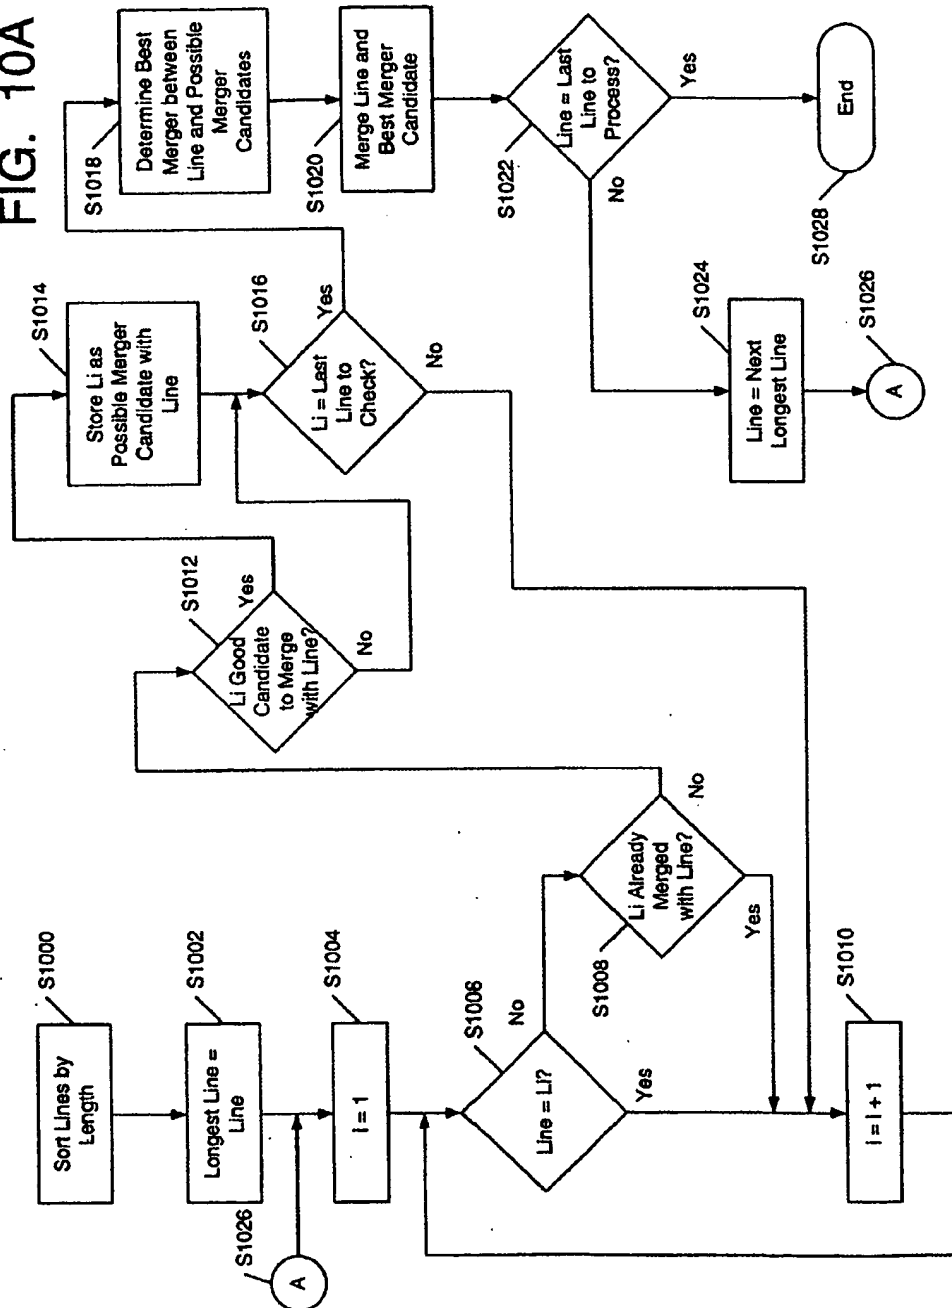 FIG. 10A
S1000
Sort Lines by
Length
S1002
Longest Line =
Line
S1026
A
S1004
i = 1
S1006
Line = Li?
No
Yes
S1008
Li Already
Merged
with Line?
No
Yes
S1010
i = i + 1
S1012
Li Good
Candidate
to Merge
with Line?
Yes
No
S1014
Store Li as
Possible Merger
Candidate with
Line
S1016
Li = Last
Line to
Check?
Yes
No
S1018
Determine Best
Merger between
Line and Possible
Merger
Candidates
S1020
Merge Line and
Best Merger
Candidate
S1022
Line = Last
Line to
Process?
Yes
No
S1024
Line = Next
Longest Line
S1026
A
S1028
End